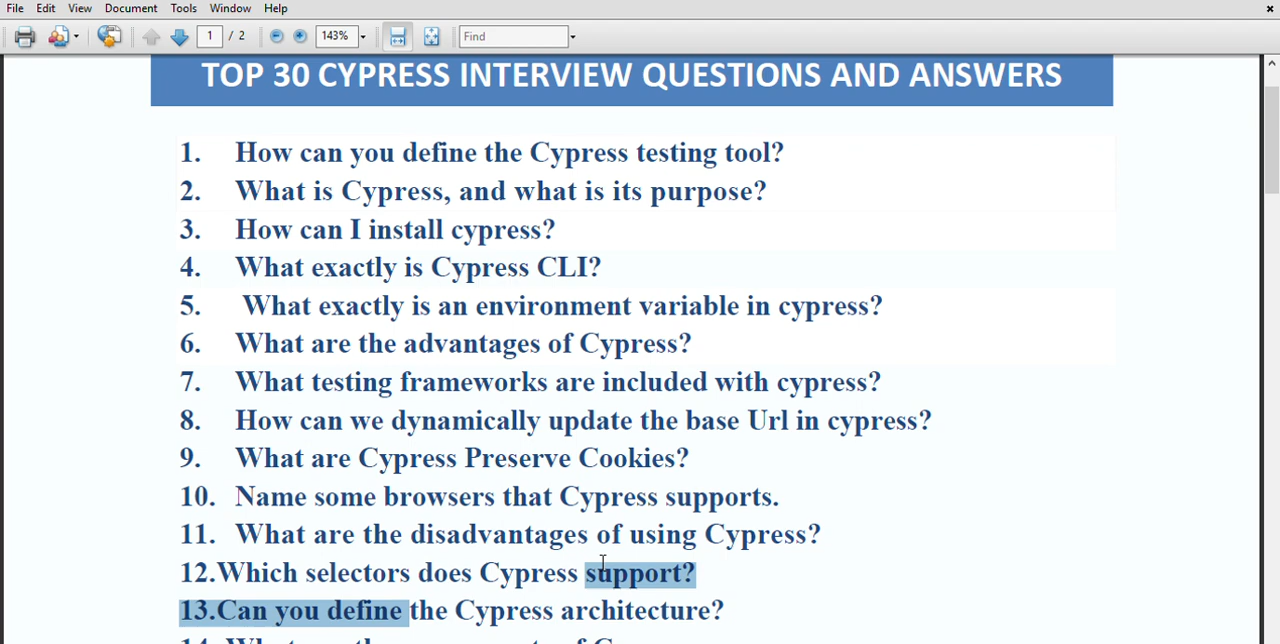 File Edit View Document Tools Window Help
1 / 2 143% Find
TOP 30 CYPRESS INTERVIEW QUESTIONS AND ANSWERS
1. How can you define the Cypress testing tool?
2. What is Cypress, and what is its purpose?
3. How can I install cypress?
4. What exactly is Cypress CLI?
5. What exactly is an environment variable in cypress?
6. What are the advantages of Cypress?
7. What testing frameworks are included with cypress?
8. How can we dynamically update the base Url in cypress?
9. What are Cypress Preserve Cookies?
10. Name some browsers that Cypress supports.
11. What are the disadvantages of using Cypress?
12.Which selectors does Cypress support?
13.Can you define the Cypress architecture?